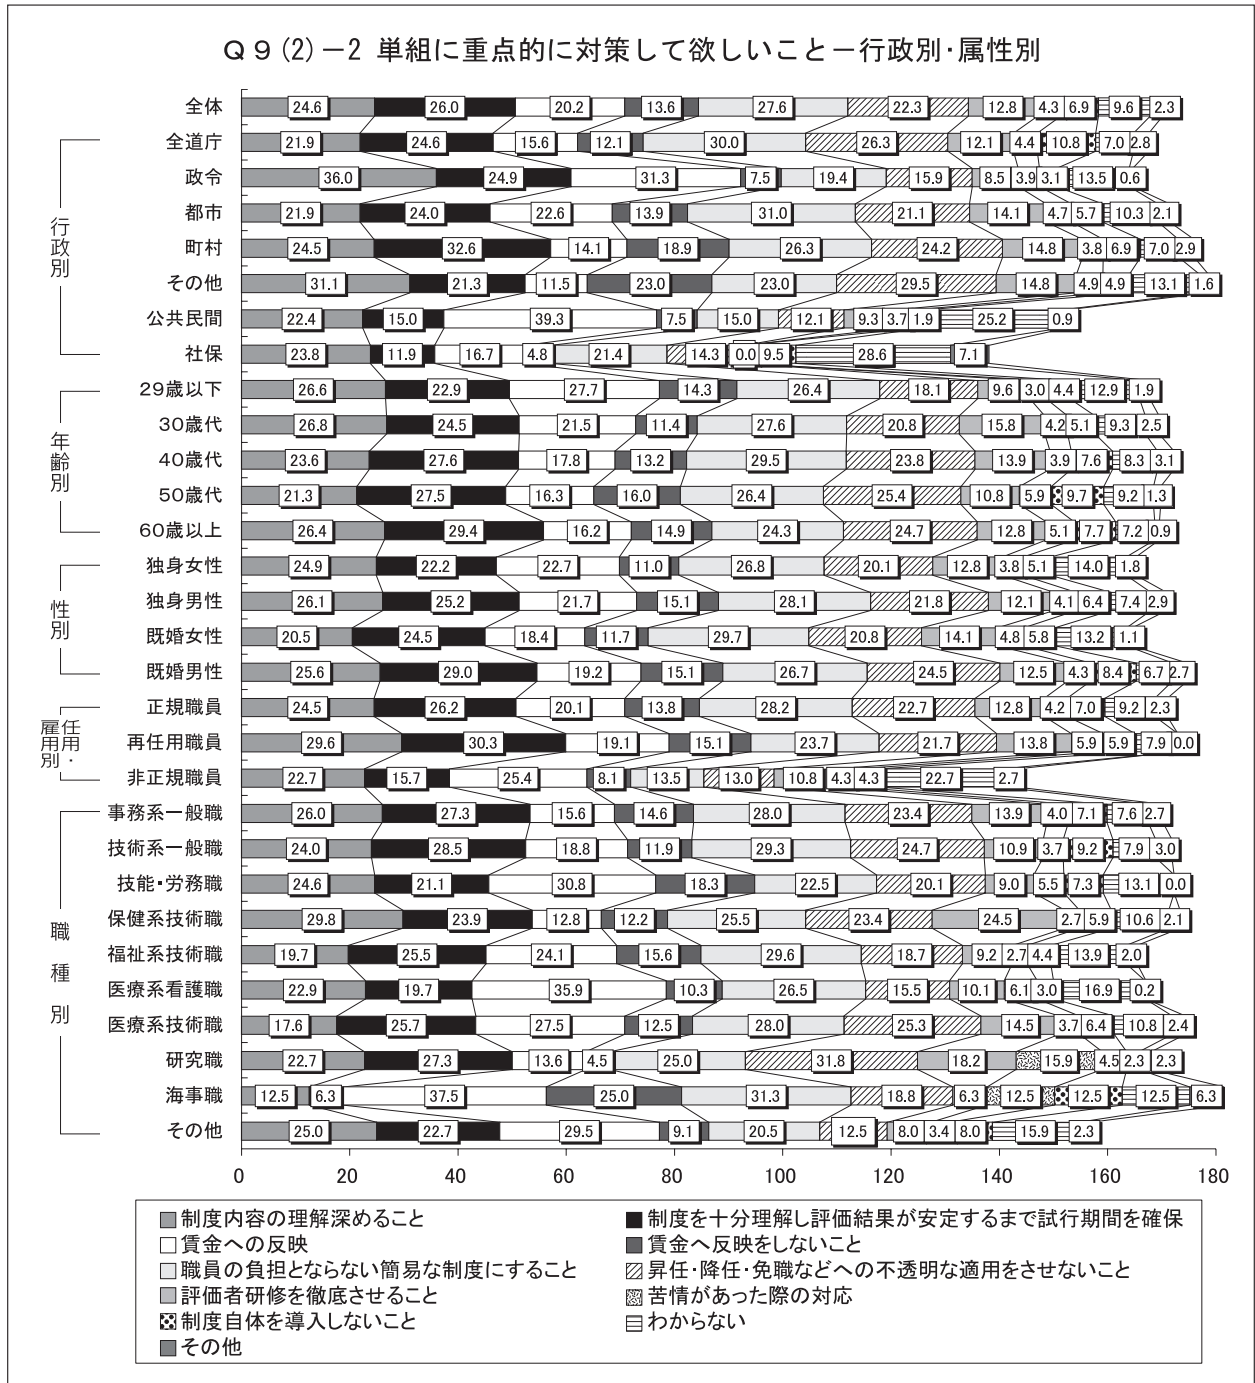 Q9(2)－2 単組に重点的に対策して欲しいこと－行政別・属性別
全体 24.6 26.0 20.2 13.6 27.6 22.3 12.8 4.3 6.9 9.6 2.3
行政別
全道庁 21.9 24.6 15.6 12.1 30.0 26.3 12.1 4.4 10.8 7.0 2.8
政令 36.0 24.9 31.3 7.5 19.4 15.9 8.5 3.9 3.1 13.5 0.6
都市 21.9 24.0 22.6 13.9 31.0 21.1 14.1 4.7 5.7 10.3 2.1
町村 24.5 32.6 14.1 18.9 26.3 24.2 14.8 3.8 6.9 7.0 2.9
その他 31.1 21.3 11.5 23.0 23.0 29.5 14.8 4.9 4.9 13.1 1.6
公共民間 22.4 15.0 39.3 7.5 15.0 12.1 9.3 3.7 1.9 25.2 0.9
社保 23.8 11.9 16.7 4.8 21.4 14.3 0.0 9.5 28.6 7.1
年齢別
29歳以下 26.6 22.9 27.7 14.3 26.4 18.1 9.6 3.0 4.4 12.9 1.9
30歳代 26.8 24.5 21.5 11.4 27.6 20.8 15.8 4.2 5.1 9.3 2.5
40歳代 23.6 27.6 17.8 13.2 29.5 23.8 13.9 3.9 7.6 8.3 3.1
50歳代 21.3 27.5 16.3 16.0 26.4 25.4 10.8 5.9 9.7 9.2 1.3
60歳以上 26.4 29.4 16.2 14.9 24.3 24.7 12.8 5.1 7.7 7.2 0.9
性別
独身女性 24.9 22.2 22.7 11.0 26.8 20.1 12.8 3.8 5.1 14.0 1.8
独身男性 26.1 25.2 21.7 15.1 28.1 21.8 12.1 4.1 6.4 7.4 2.9
既婚女性 20.5 24.5 18.4 11.7 29.7 20.8 14.1 4.8 5.8 13.2 1.1
既婚男性 25.6 29.0 19.2 15.1 26.7 24.5 12.5 4.3 8.4 6.7 2.7
任用・雇用別
正規職員 24.5 26.2 20.1 13.8 28.2 22.7 12.8 4.2 7.0 9.2 2.3
再任用職員 29.6 30.3 19.1 15.1 23.7 21.7 13.8 5.9 5.9 7.9 0.0
非正規職員 22.7 15.7 25.4 8.1 13.5 13.0 10.8 4.3 4.3 22.7 2.7
職種別
事務系一般職 26.0 27.3 15.6 14.6 28.0 23.4 13.9 4.0 7.1 7.6 2.7
技術系一般職 24.0 28.5 18.8 11.9 29.3 24.7 10.9 3.7 9.2 7.9 3.0
技能・労務職 24.6 21.1 30.8 18.3 22.5 20.1 9.0 5.5 7.3 13.1 0.0
保健系技術職 29.8 23.9 12.8 12.2 25.5 23.4 24.5 2.7 5.9 10.6 2.1
福祉系技術職 19.7 25.5 24.1 15.6 29.6 18.7 9.2 2.7 4.4 13.9 2.0
医療系看護職 22.9 19.7 35.9 10.3 26.5 15.5 10.1 6.1 3.0 16.9 0.2
医療系技術職 17.6 25.7 27.5 12.5 28.0 25.3 14.5 3.7 6.4 10.8 2.4
研究職 22.7 27.3 13.6 4.5 25.0 31.8 18.2 15.9 4.5 2.3 2.3
海事職 12.5 6.3 37.5 25.0 31.3 18.8 6.3 12.5 12.5 12.5 6.3
その他 25.0 22.7 29.5 9.1 20.5 12.5 8.0 3.4 8.0 15.9 2.3
0 20 40 60 80 100 120 140 160 180
制度内容の理解深めること 制度を十分理解し評価結果が安定するまで試行期間を確保
賃金への反映 賃金へ反映をしないこと
職員の負担とならない簡易な制度にすること 昇任・降任・免職などへの不透明な適用をさせないこと
評価者研修を徹底させること 苦情があった際の対応
制度自体を導入しないこと わからない
その他